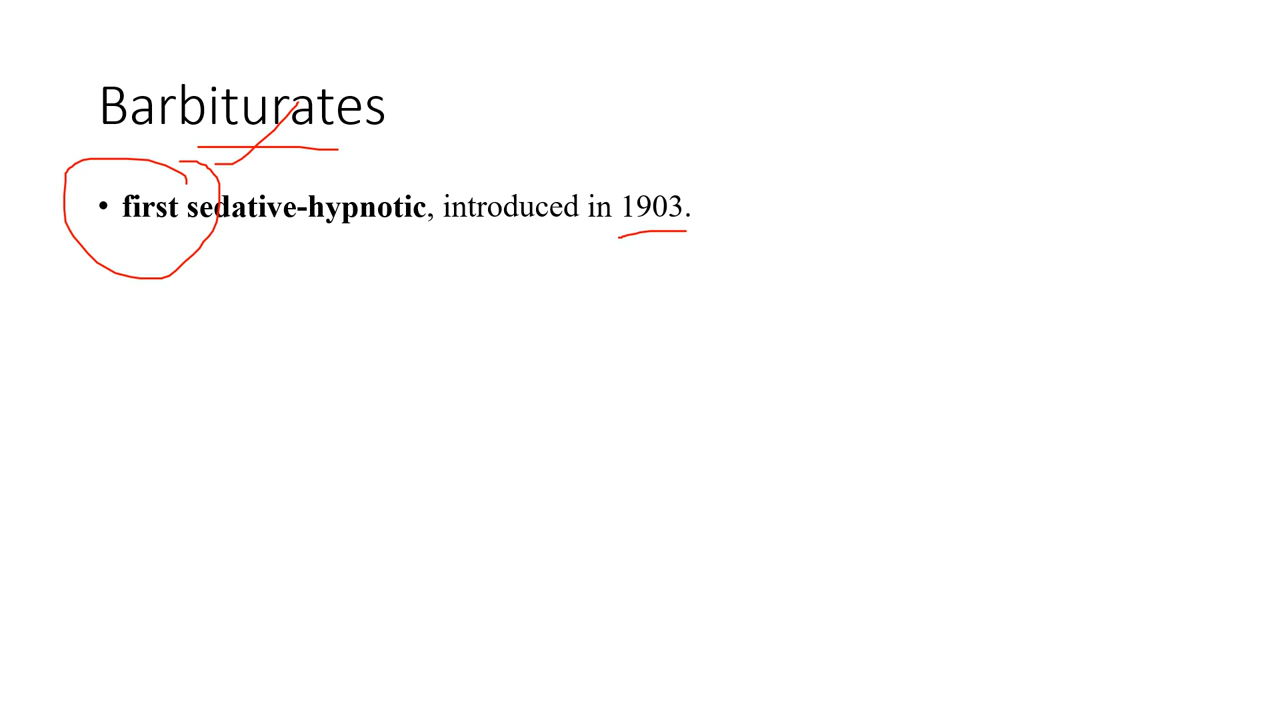 Barbiturates
• first sedative-hypnotic, introduced in 1903.